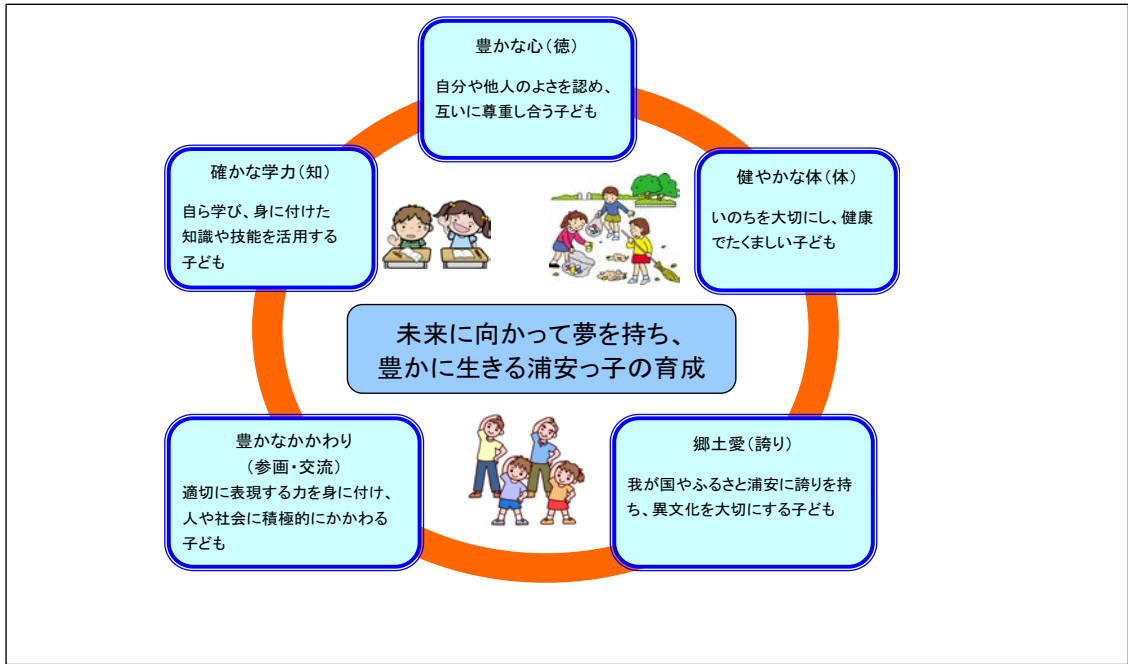 豊かな心(徳)
自分や他人のよさを認め、
互いに尊重し合う子ども
確かな学力(知)
自ら学び、身に付けた
知識や技能を活用する
子ども
健やかな体(体)
いのちを大切にし、健康
でたくましい子ども
未来に向かって夢を持ち、
豊かに生きる浦安っ子の育成
豊かなかかわり
(参画・交流)
適切に表現する力を身に付け、
人や社会に積極的にかかわる
子ども
郷土愛(誇り)
我が国やふるさと浦安に誇りを持
ち、異文化を大切にする子ども